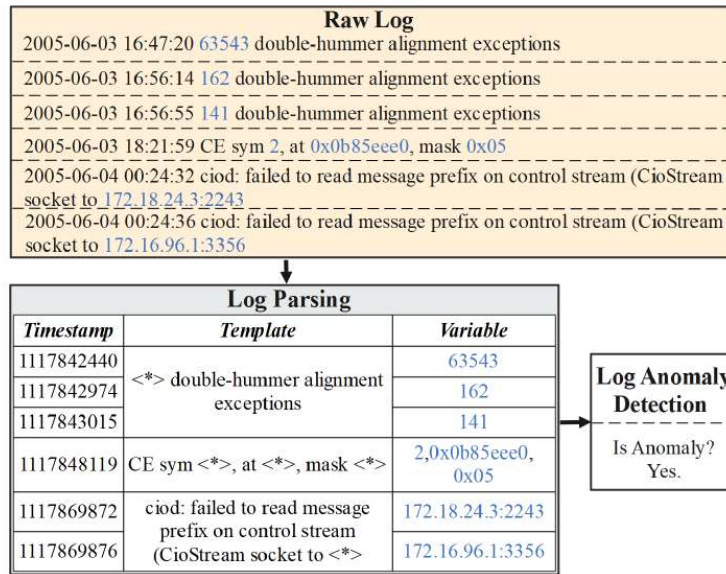 Raw Log
2005-06-03 16:47:20 63543 double-hummer alignment exceptions
2005-06-03 16:56:14 162 double-hummer alignment exceptions
2005-06-03 16:56:55 141 double-hummer alignment exceptions
2005-06-03 18:21:59 CE sym 2, at 0x0b85eee0, mask 0x05
2005-06-04 00:24:32 ciod: failed to read message prefix on control stream (CioStream
socket to 172.18.24.3:2243
2005-06-04 00:24:36 ciod: failed to read message prefix on control stream (CioStream
socket to 172.16.96.1:3356
Log Parsing
Timestamp Template Variable
1117842440 63543
1117842974 <*> double-hummer alignment 162
exceptions
1117843015 141
1117848119 CE sym <*>, at <*>, mask <*> 2,0x0b85eee0,
0x05
1117869872 ciod: failed to read message 172.18.24.3:2243
prefix on control stream
1117869876 (CioStream socket to <*> 172.16.96.1:3356
Log Anomaly
Detection
Is Anomaly?
Yes.